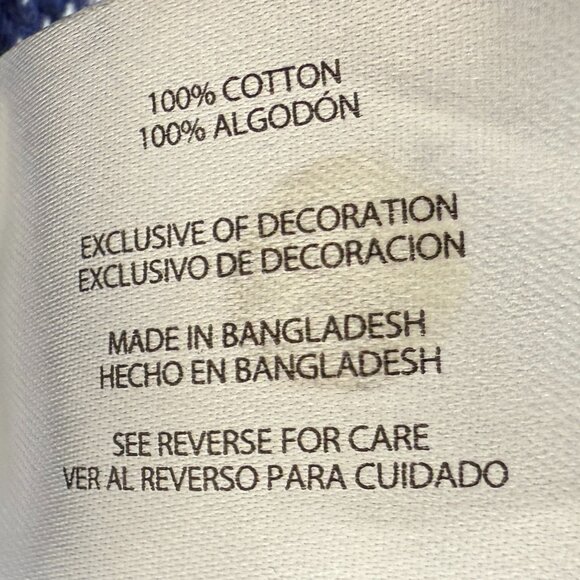 100% COTTON
100% ALGODÓN
EXCLUSIVE OF DECORATION
EXCLUSIVO DE DECORACION
MADE IN BANGLADESH
HECHO EN BANGLADESH
SEE REVERSE FOR CARE
VER AL REVERSO PARA CUIDADO